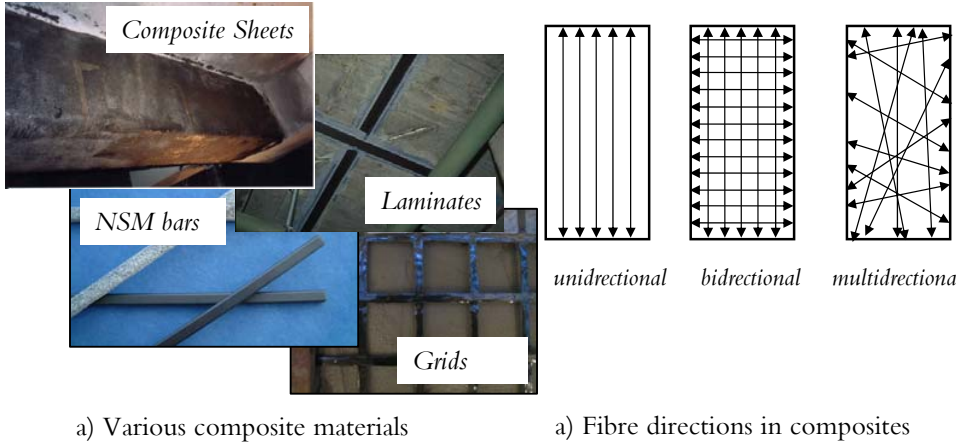 Composite Sheets
Laminates
NSM bars
Grids
unidrectional
bidrectional
multidrectiona
a) Various composite materials
a) Fibre directions in composites